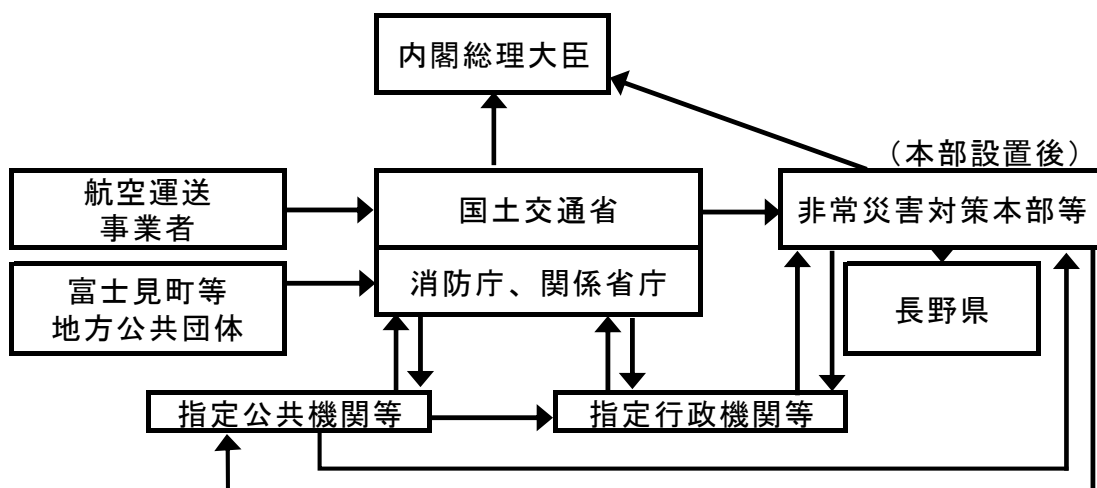 内閣総理大臣
（本部設置後）
航空運送
事業者
国土交通省
非常災害対策本部等
富士見町等
地方公共団体
消防庁、関係省庁
長野県
指定公共機関等
指定行政機関等